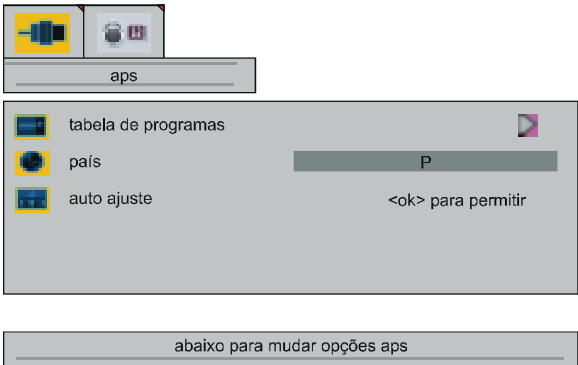 aps
tabela de programas
país P
auto ajuste <ok> para permitir
abaixo para mudar opções aps